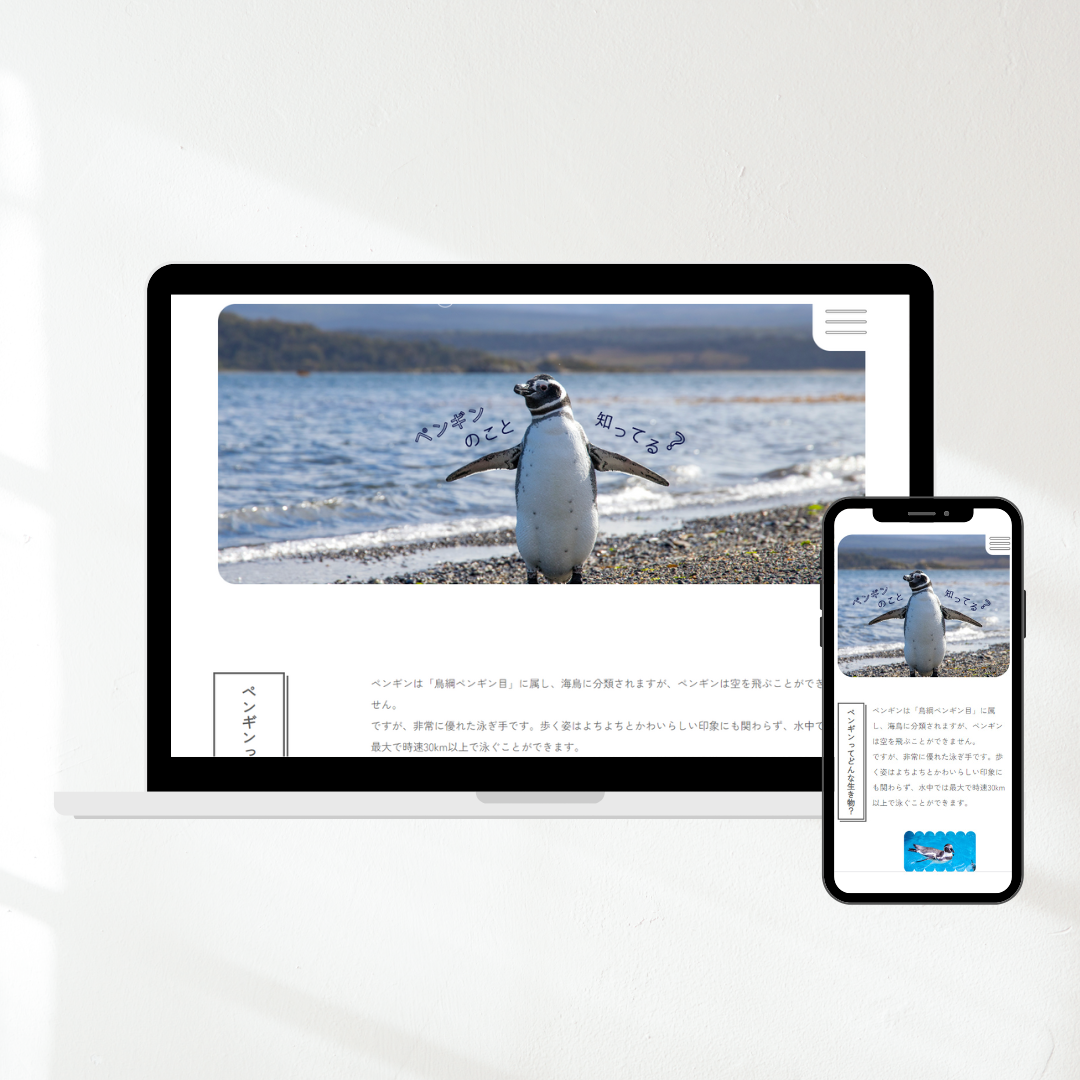 ペンギン
のこと
知ってる?
ペンギンっ
ペンギンは「鳥綱ペンギン目」に属し、海鳥に分類されますが、ペンギンは空を飛ぶことができ
せん。
ですが、非常に優れた泳ぎ手です。歩く姿はよちよちとかわいらしい印象にも関わらず、水中で
最大で時速30km以上で泳ぐことができます。
ペンギン
のこと
知ってる?
ペンギンってどんな生き物?
ペンギンは「鳥綱ペンギン目」に属
し、海鳥に分類されますが、ペンギン
は空を飛ぶことができません。
ですが、非常に優れた泳ぎ手です。歩
く姿はよちよちとかわいらしい印象に
も関わらず、水中では最大で時速30km
以上で泳ぐことができます。